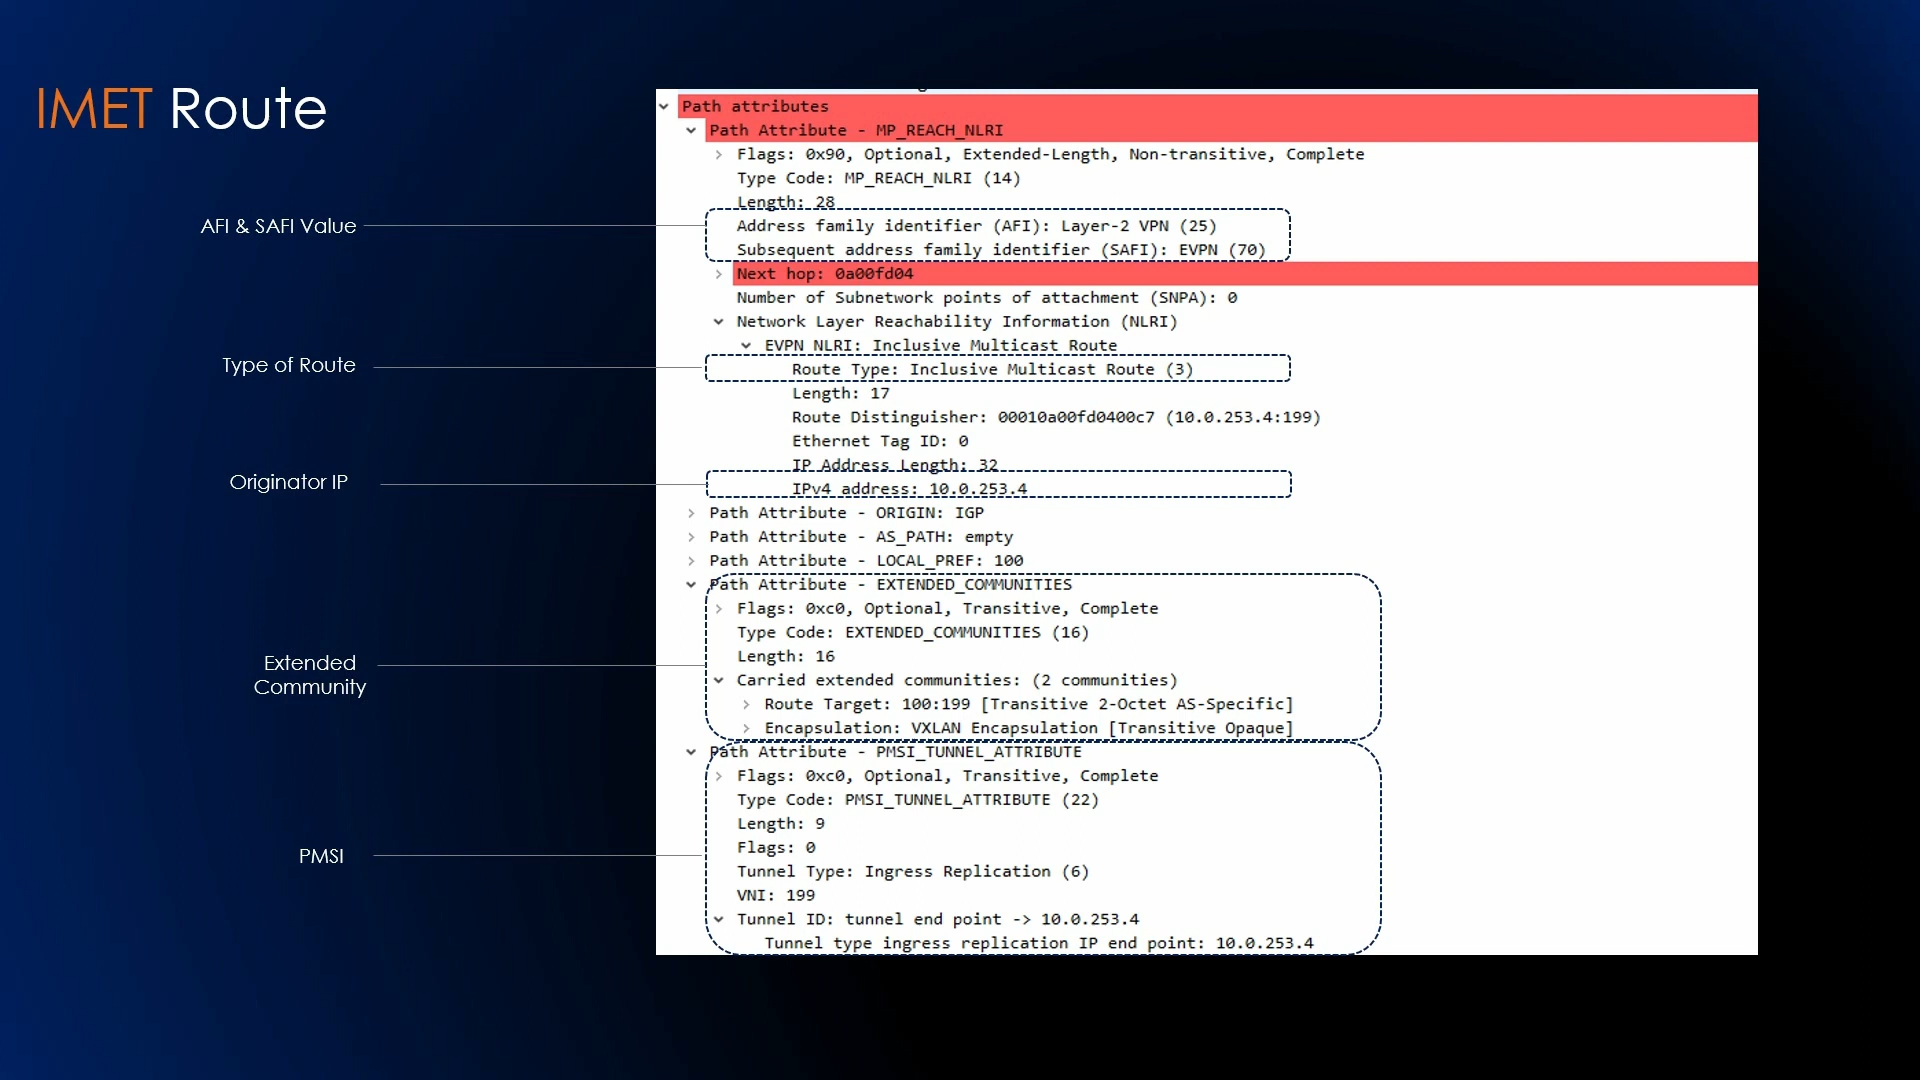 IMET Route
AFI & SAFI Value
Type of Route
Originator IP
Extended
Community
PMSI
Path attributes
Path Attribute - MP_REACH_NLRI
Flags: 0x90, Optional, Extended-Length, Non-transitive, Complete
Type Code: MP_REACH_NLRI (14)
Length: 28
Address family identifier (AFI): Layer-2 VPN (25)
Subsequent address family identifier (SAFI): EVPN (70)
Next hop: 0a00fd04
Number of Subnetwork points of attachment (SNPA): 0
Network Layer Reachability Information (NLRI)
EVPN NLRI: Inclusive Multicast Route
Route Type: Inclusive Multicast Route (3)
Length: 17
Route Distinguisher: 00010a00fd0400c7 (10.0.253.4:199)
Ethernet Tag ID: 0
IP Address Length: 32
IPv4 address: 10.0.253.4
Path Attribute - ORIGIN: IGP
Path Attribute - AS_PATH: empty
Path Attribute - LOCAL_PREF: 100
Path Attribute - EXTENDED_COMMUNITIES
Flags: 0xc0, Optional, Transitive, Complete
Type Code: EXTENDED_COMMUNITIES (16)
Length: 16
Carried extended communities: (2 communities)
Route Target: 100:199 [Transitive 2-Octet AS-Specific]
Encapsulation: VXLAN Encapsulation [Transitive Opaque]
Path Attribute - PMSI_TUNNEL_ATTRIBUTE
Flags: 0xc0, Optional, Transitive, Complete
Type Code: PMSI_TUNNEL_ATTRIBUTE (22)
Length: 9
Flags: 0
Tunnel Type: Ingress Replication (6)
VNI: 199
Tunnel ID: tunnel end point -> 10.0.253.4
Tunnel type ingress replication IP end point: 10.0.253.4